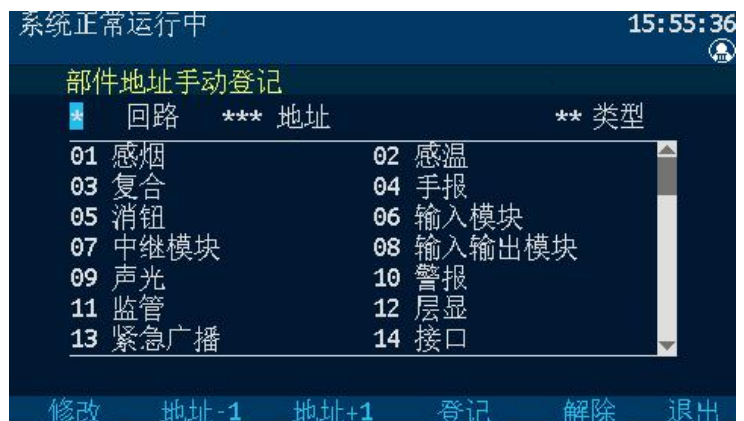 系统正常运行中 15:55:36
部件地址手动登记
* 回路 *** 地址 ** 类型
01 感烟 02 感温
03 复合 04 手报
05 消钮 06 输入模块
07 中继模块 08 输入输出模块
09 声光 10 警报
11 监管 12 层显
13 紧急广播 14 接口
修改 地址-1 地址+1 登记 解除 退出